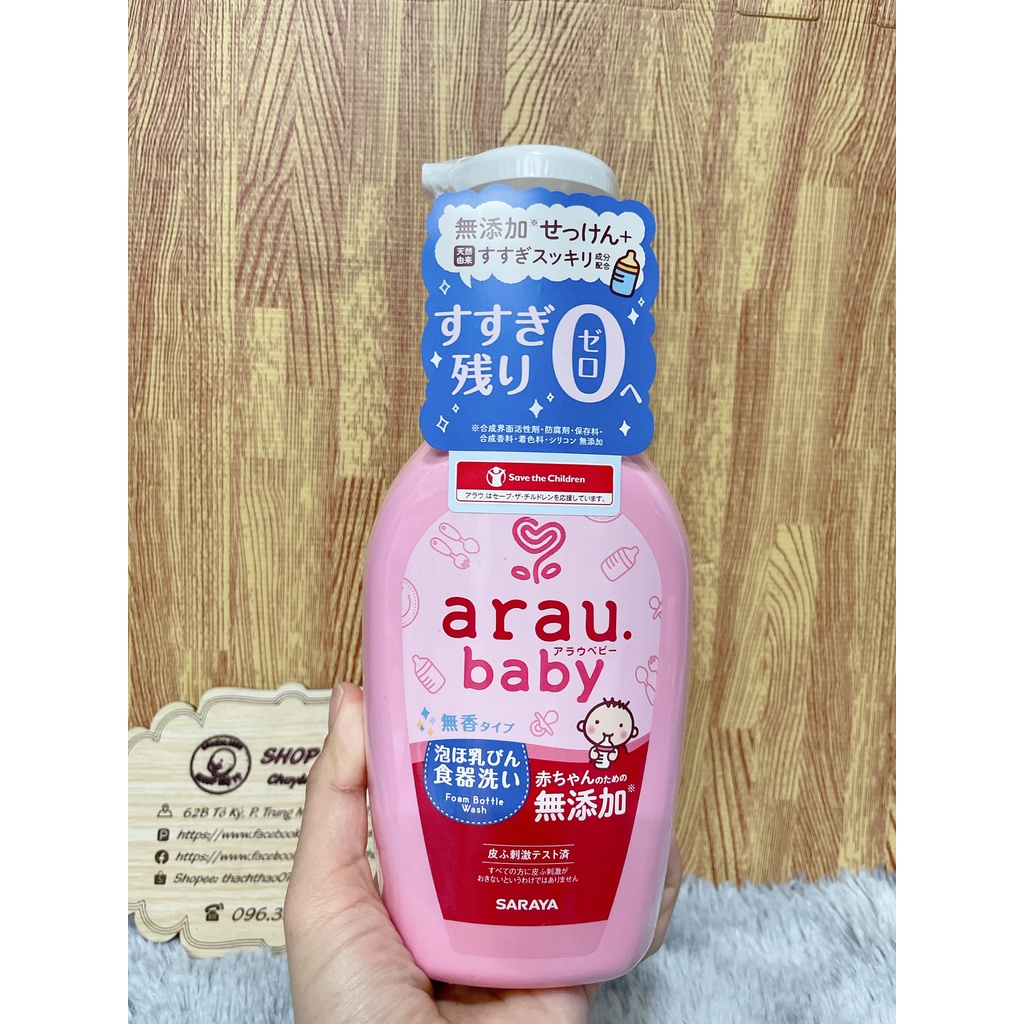 無添加※せっけん+
天然由来 すすぎスッキリ 成分配合
すすぎ
残り
0
ゼロ
へ
※合成界面活性剤・防腐剤・保存料・
合成香料・着色料・シリコン 無添加
Save the Children
アラウ.はセーブ・ザ・チルドレンを応援しています。
arau.
アラウベビー
baby
無香タイプ
泡ほ乳びん
食器洗い
Foam Bottle
Wash
赤ちゃんのための
無添加※
皮ふ刺激テスト済
すべての方に皮ふ刺激が
おきないというわけではありません
SARAYA
SHOP
Chuyê
62B Tô Ký, P. Trung M
https://www.facebook
https://www.facebook
Shopee: thachthao0
096.3